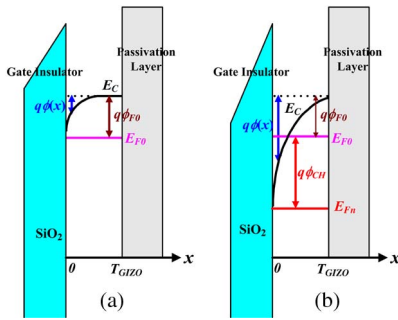 Gate Insulator
Passivation
Layer
E_C
qϕ(x)
qϕ_F0
E_F0
SiO₂
0
T_GIZO
x
(a)
Gate Insulator
Passivation
Layer
E_C
qϕ(x)
qϕ_F0
E_F0
qϕ_CH
E_Fn
SiO₂
0
T_GIZO
x
(b)